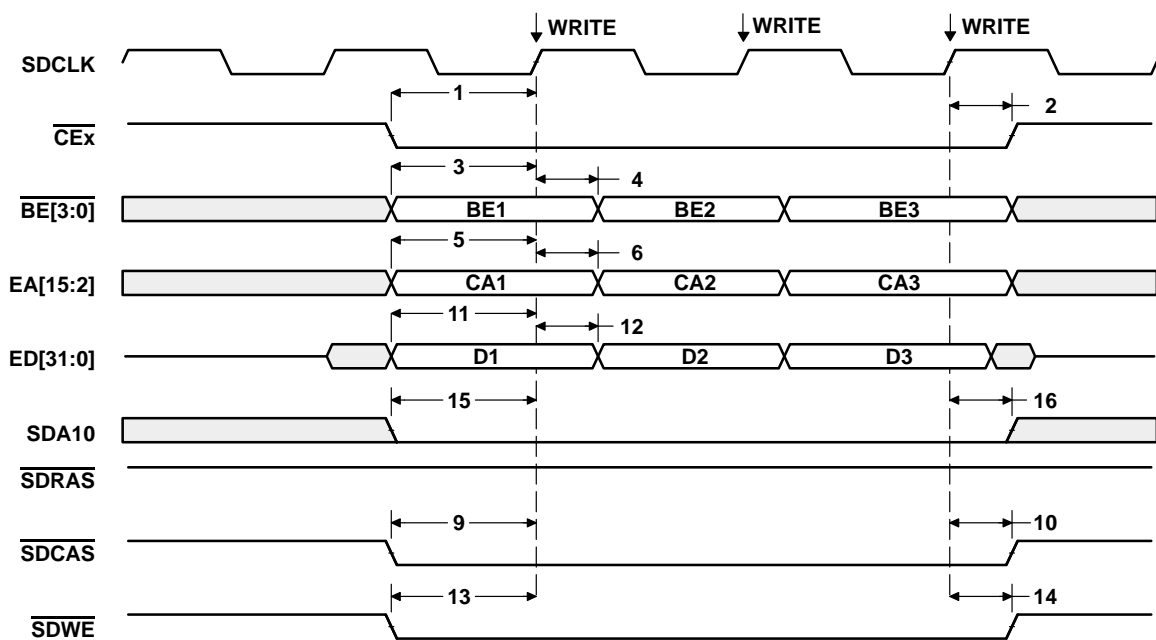 WRITE WRITE WRITE
SDCLK
1 2
CEx
3 4
BE[3:0] BE1 BE2 BE3
5 6
EA[15:2] CA1 CA2 CA3
11 12
ED[31:0] D1 D2 D3
15 16
SDA10
SDRAS
9 10
SDCAS
13 14
SDWE